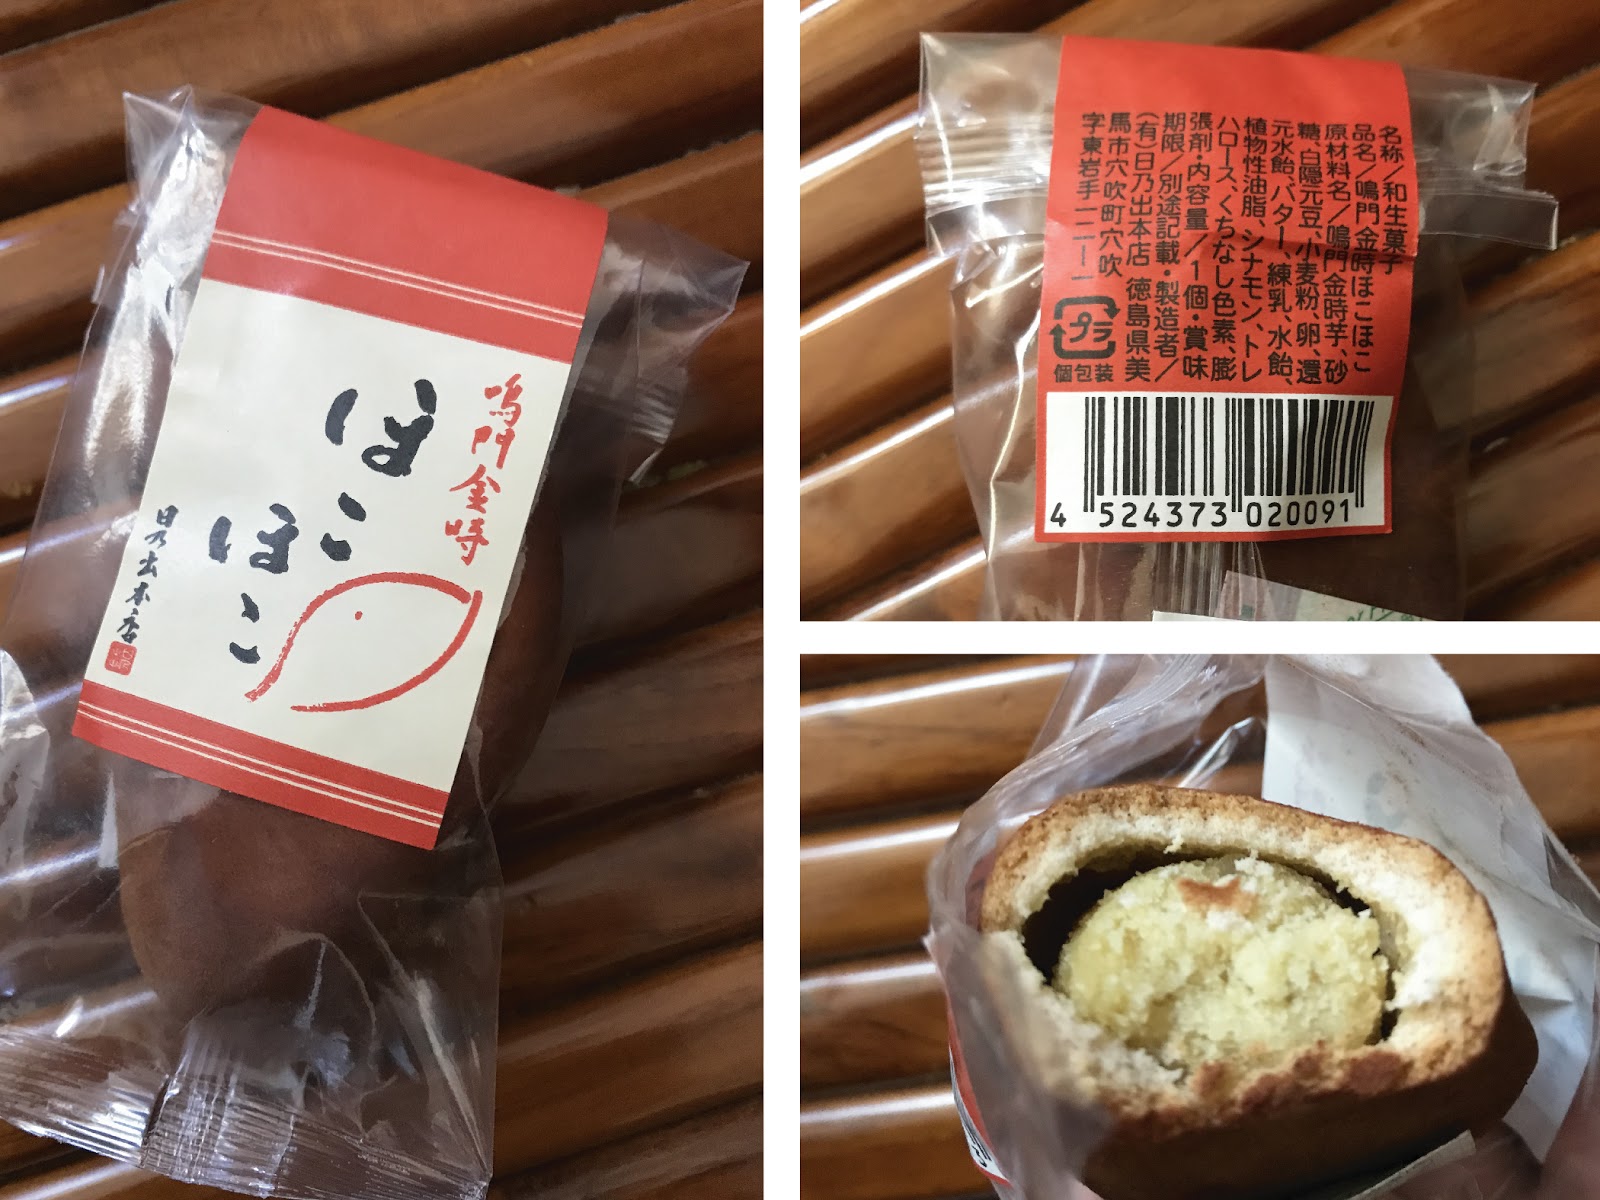 鳴門金時
ほこ
ほこ
日乃出本店
名称／和生菓子
品名／鳴門金時ほこほこ
原材料名／鳴門金時芋、砂
糖、白隠元豆、小麦粉、卵、還
元水飴、バター、練乳、水飴、
植物性油脂、シナモン、トレ
ハロース、くちなし色素、膨
張剤・内容量／1個・賞味
期限／別途記載・製造者／
(有)日乃出本店 徳島県美
馬市穴吹町穴吹
字東岩手一二一一
プラ
個包装
4 524373 020091